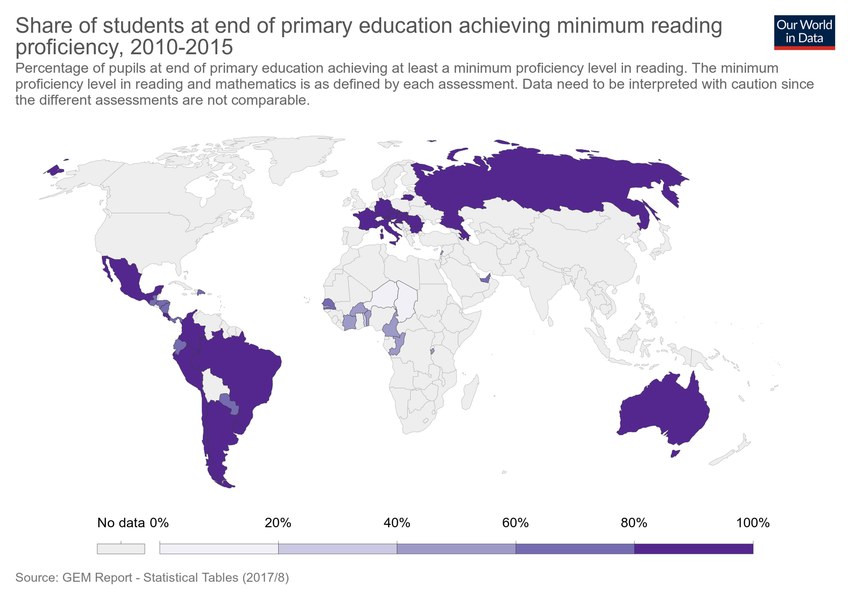 Share of students at end of primary education achieving minimum reading
proficiency, 2010-2015
Our World
in Data
Percentage of pupils at end of primary education achieving at least a minimum proficiency level in reading. The minimum
proficiency level in reading and mathematics is as defined by each assessment. Data need to be interpreted with caution since
the different assessments are not comparable.
No data 0% 20% 40% 60% 80% 100%
Source: GEM Report - Statistical Tables (2017/8)